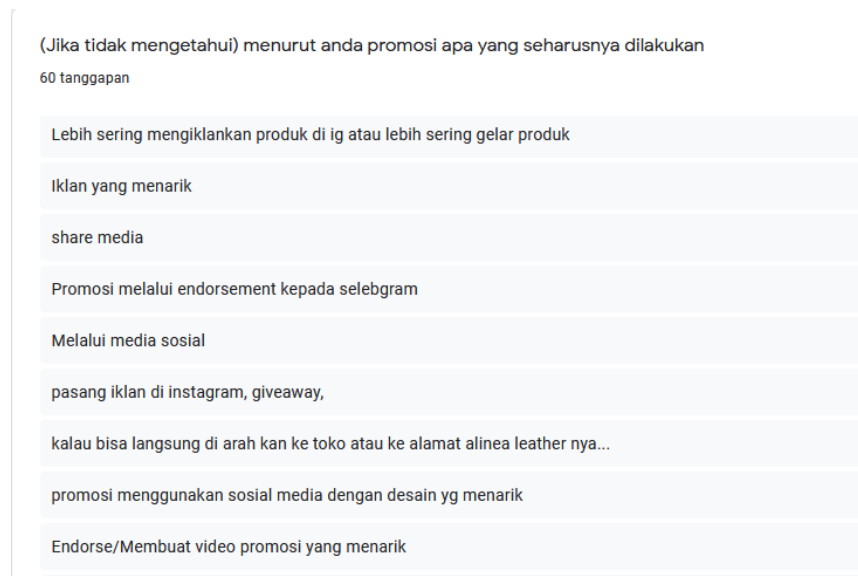 (Jika tidak mengetahui) menurut anda promosi apa yang seharusnya dilakukan
60 tanggapan
Lebih sering mengiklankan produk di ig atau lebih sering gelar produk
Iklan yang menarik
share media
Promosi melalui endorsement kepada selebgram
Melalui media sosial
pasang iklan di instagram, giveaway,
kalau bisa langsung di arah kan ke toko atau ke alamat alinea leather nya...
promosi menggunakan sosial media dengan desain yg menarik
Endorse/Membuat video promosi yang menarik